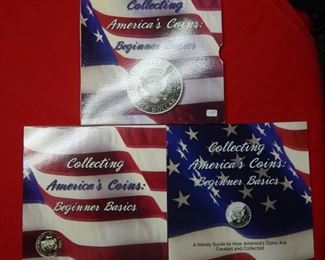 Collecting
America's Coins:
Beginner Basics
Collecting
America's Coins:
Beginner Basics
Collecting
America's Coins:
Beginner Basics
A Handy Guide to How America's Coins Are
Created and Collected